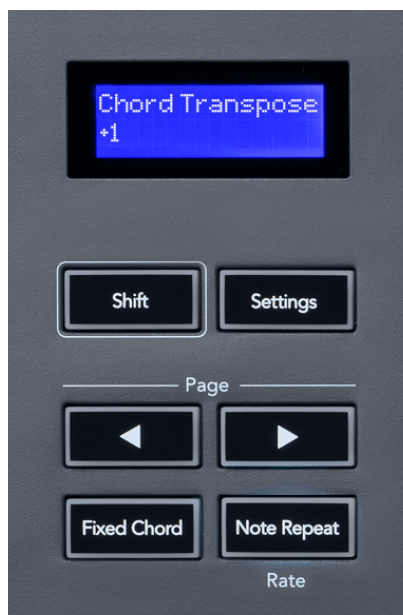 Chord Transpose
+1
Shift
Settings
Page
Fixed Chord
Note Repeat
Rate